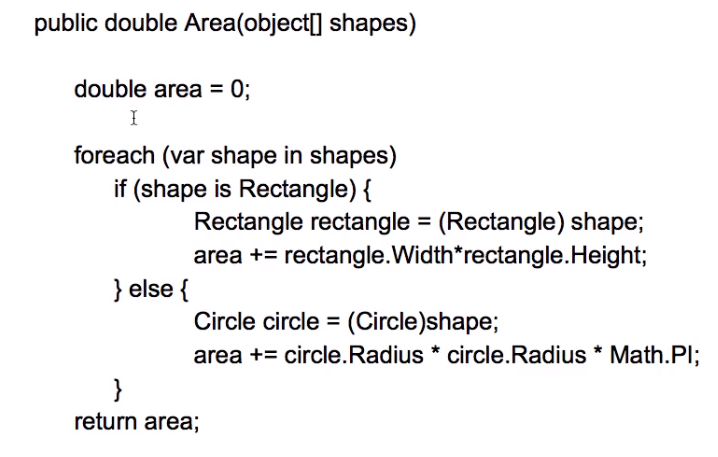 public double Area(object[] shapes)
double area = 0;
foreach (var shape in shapes)
if (shape is Rectangle) {
Rectangle rectangle = (Rectangle) shape;
area += rectangle.Width*rectangle.Height;
} else {
Circle circle = (Circle)shape;
area += circle.Radius * circle.Radius * Math.PI;
}
return area;